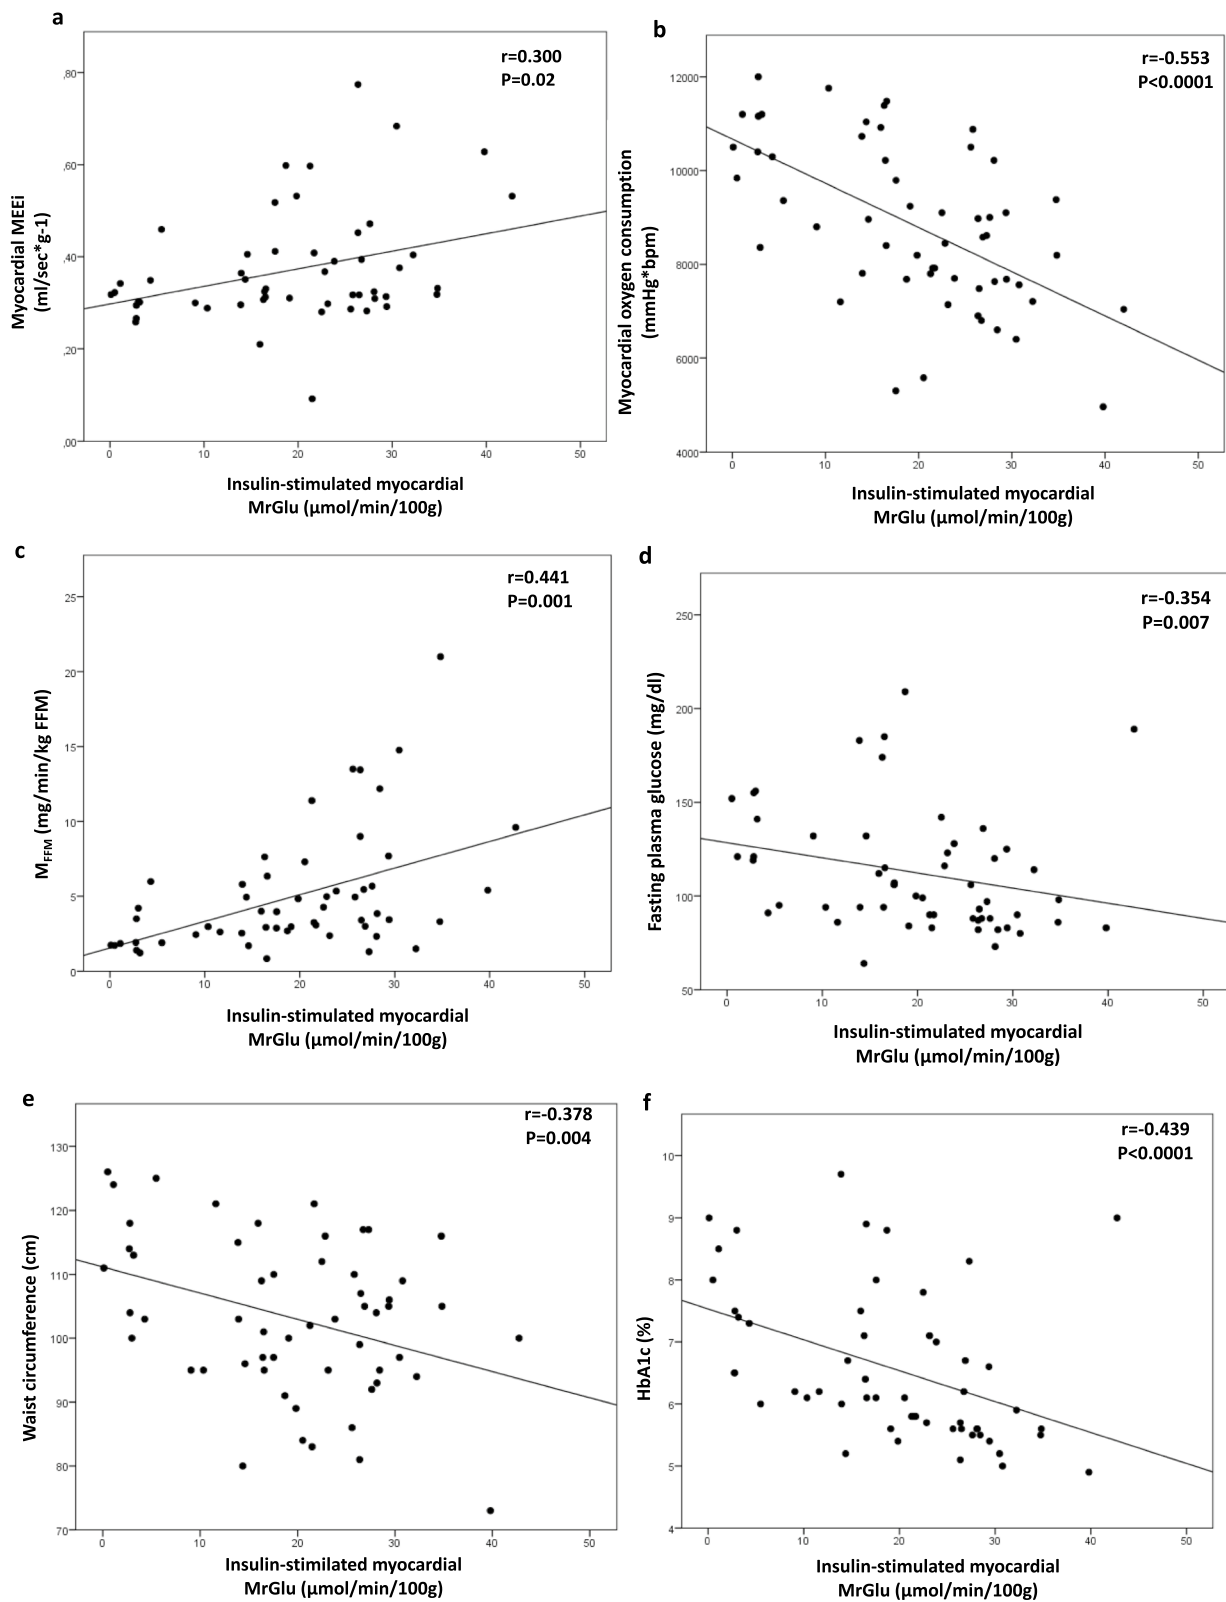 a
r=0.300
P=0.02
,80
,60
,40
,20
,00
0 10 20 30 40 50
Myocardial MEEi
(ml/sec*g-1)
Insulin-stimulated myocardial
MrGlu (µmol/min/100g)
b
r=-0.553
P<0.0001
12000
10000
8000
6000
4000
0 10 20 30 40 50
Myocardial oxygen consumption
(mmHg*bpm)
Insulin-stimulated myocardial
MrGlu (µmol/min/100g)
c
r=0.441
P=0.001
25
20
15
10
5
0
0 10 20 30 40 50
MFFM (mg/min/kg FFM)
Insulin-stimulated myocardial
MrGlu (µmol/min/100g)
d
r=-0.354
P=0.007
250
200
150
100
50
0 10 20 30 40 50
Fasting plasma glucose (mg/dl)
Insulin-stimulated myocardial
MrGlu (µmol/min/100g)
e
r=-0.378
P=0.004
130
120
110
100
90
80
70
0 10 20 30 40 50
Waist circumference (cm)
Insulin-stimilated myocardial
MrGlu (µmol/min/100g)
f
r=-0.439
P<0.0001
10
9
8
7
6
5
4
0 10 20 30 40 50
HbA1c (%)
Insulin-stimulated myocardial
MrGlu (µmol/min/100g)